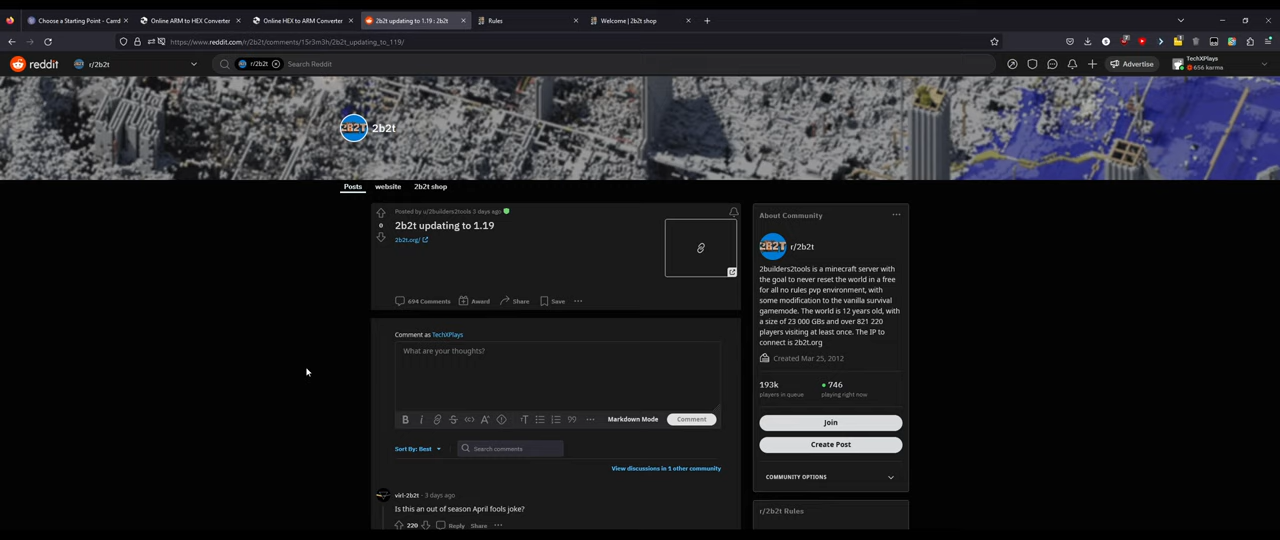 Choose a Starting Point - Carrd
Online ARM to HEX Converter
Online HEX to ARM Converter
2b2t updating to 1.19 : 2b2t
Rules
Welcome | 2b2t shop
https://www.reddit.com/r/2b2t/comments/15r3m3h/2b2t_updating_to_119/
reddit
r/2b2t
r/2b2t
Search Reddit
Advertise
TechXPlays
656 karma
2B2T
2b2t
Posts
website
2b2t shop
Posted by u/2builders2tools 3 days ago
0
2b2t updating to 1.19
2b2t.org/
694 Comments
Award
Share
Save
Comment as TechXPlays
What are your thoughts?
Markdown Mode
Comment
Sort By: Best
Search comments
View discussions in 1 other community
virl-2b2t · 3 days ago
Is this an out of season April fools joke?
220
Reply
Share
About Community
2B2T
r/2b2t
2builders2tools is a minecraft server with
the goal to never reset the world in a free
for all no rules pvp environment, with
some modification to the vanilla survival
gamemode. The world is 12 years old, with
a size of 23 000 GBs and over 821 220
players visiting at least once. The IP to
connect is 2b2t.org
Created Mar 25, 2012
193k
746
players in queue
playing right now
Join
Create Post
COMMUNITY OPTIONS
r/2b2t Rules